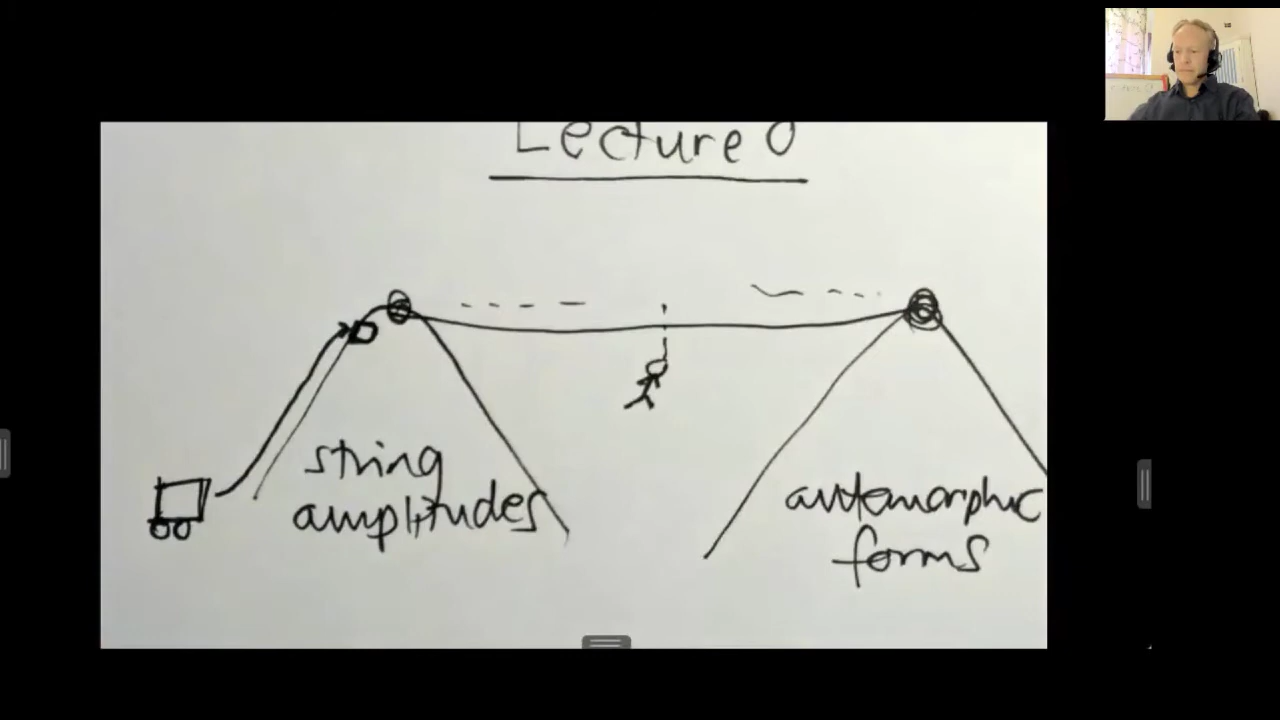 Lecture 0
string
amplitudes
automorphic
forms